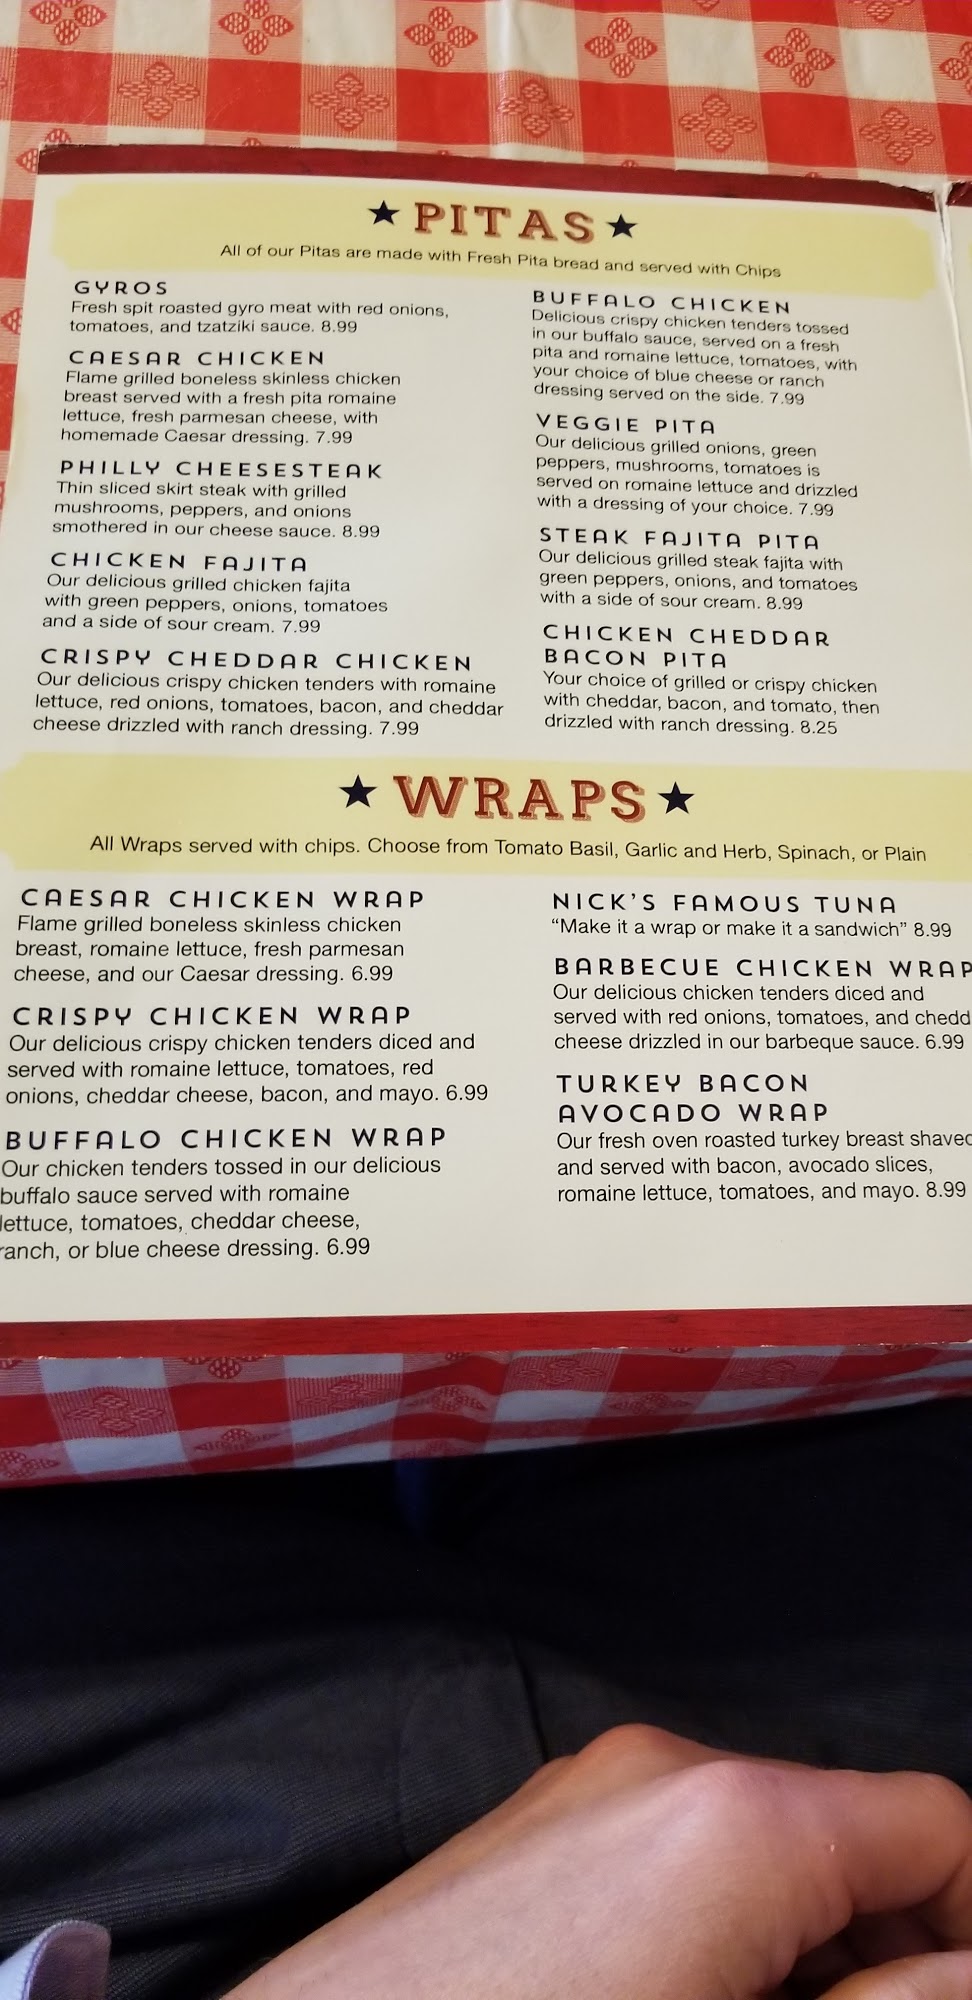 PITAS
All of our Pitas are made with Fresh Pita bread and served with Chips
GYROS
Fresh spit roasted gyro meat with red onions,
tomatoes, and tzatziki sauce. 8.99
CAESAR CHICKEN
Flame grilled boneless skinless chicken
breast served with a fresh pita romaine
lettuce, fresh parmesan cheese, with
homemade Caesar dressing. 7.99
PHILLY CHEESESTEAK
Thin sliced skirt steak with grilled
mushrooms, peppers, and onions
smothered in our cheese sauce. 8.99
CHICKEN FAJITA
Our delicious grilled chicken fajita
with green peppers, onions, tomatoes
and a side of sour cream. 7.99
CRISPY CHEDDAR CHICKEN
Our delicious crispy chicken tenders with romaine
lettuce, red onions, tomatoes, bacon, and cheddar
cheese drizzled with ranch dressing. 7.99
BUFFALO CHICKEN
Delicious crispy chicken tenders tossed
in our buffalo sauce, served on a fresh
pita and romaine lettuce, tomatoes, with
your choice of blue cheese or ranch
dressing served on the side. 7.99
VEGGIE PITA
Our delicious grilled onions, green
peppers, mushrooms, tomatoes is
served on romaine lettuce and drizzled
with a dressing of your choice. 7.99
STEAK FAJITA PITA
Our delicious grilled steak fajita with
green peppers, onions, and tomatoes
with a side of sour cream. 8.99
CHICKEN CHEDDAR
BACON PITA
Your choice of grilled or crispy chicken
with cheddar, bacon, and tomato, then
drizzled with ranch dressing. 8.25
WRAPS
All Wraps served with chips. Choose from Tomato Basil, Garlic and Herb, Spinach, or Plain
CAESAR CHICKEN WRAP
Flame grilled boneless skinless chicken
breast, romaine lettuce, fresh parmesan
cheese, and our Caesar dressing. 6.99
CRISPY CHICKEN WRAP
Our delicious crispy chicken tenders diced and
served with romaine lettuce, tomatoes, red
onions, cheddar cheese, bacon, and mayo. 6.99
BUFFALO CHICKEN WRAP
Our chicken tenders tossed in our delicious
buffalo sauce served with romaine
lettuce, tomatoes, cheddar cheese,
ranch, or blue cheese dressing. 6.99
NICK'S FAMOUS TUNA
"Make it a wrap or make it a sandwich" 8.99
BARBECUE CHICKEN WRAP
Our delicious chicken tenders diced and
served with red onions, tomatoes, and chedd
cheese drizzled in our barbeque sauce. 6.99
TURKEY BACON
AVOCADO WRAP
Our fresh oven roasted turkey breast shaved
and served with bacon, avocado slices,
romaine lettuce, tomatoes, and mayo. 8.99